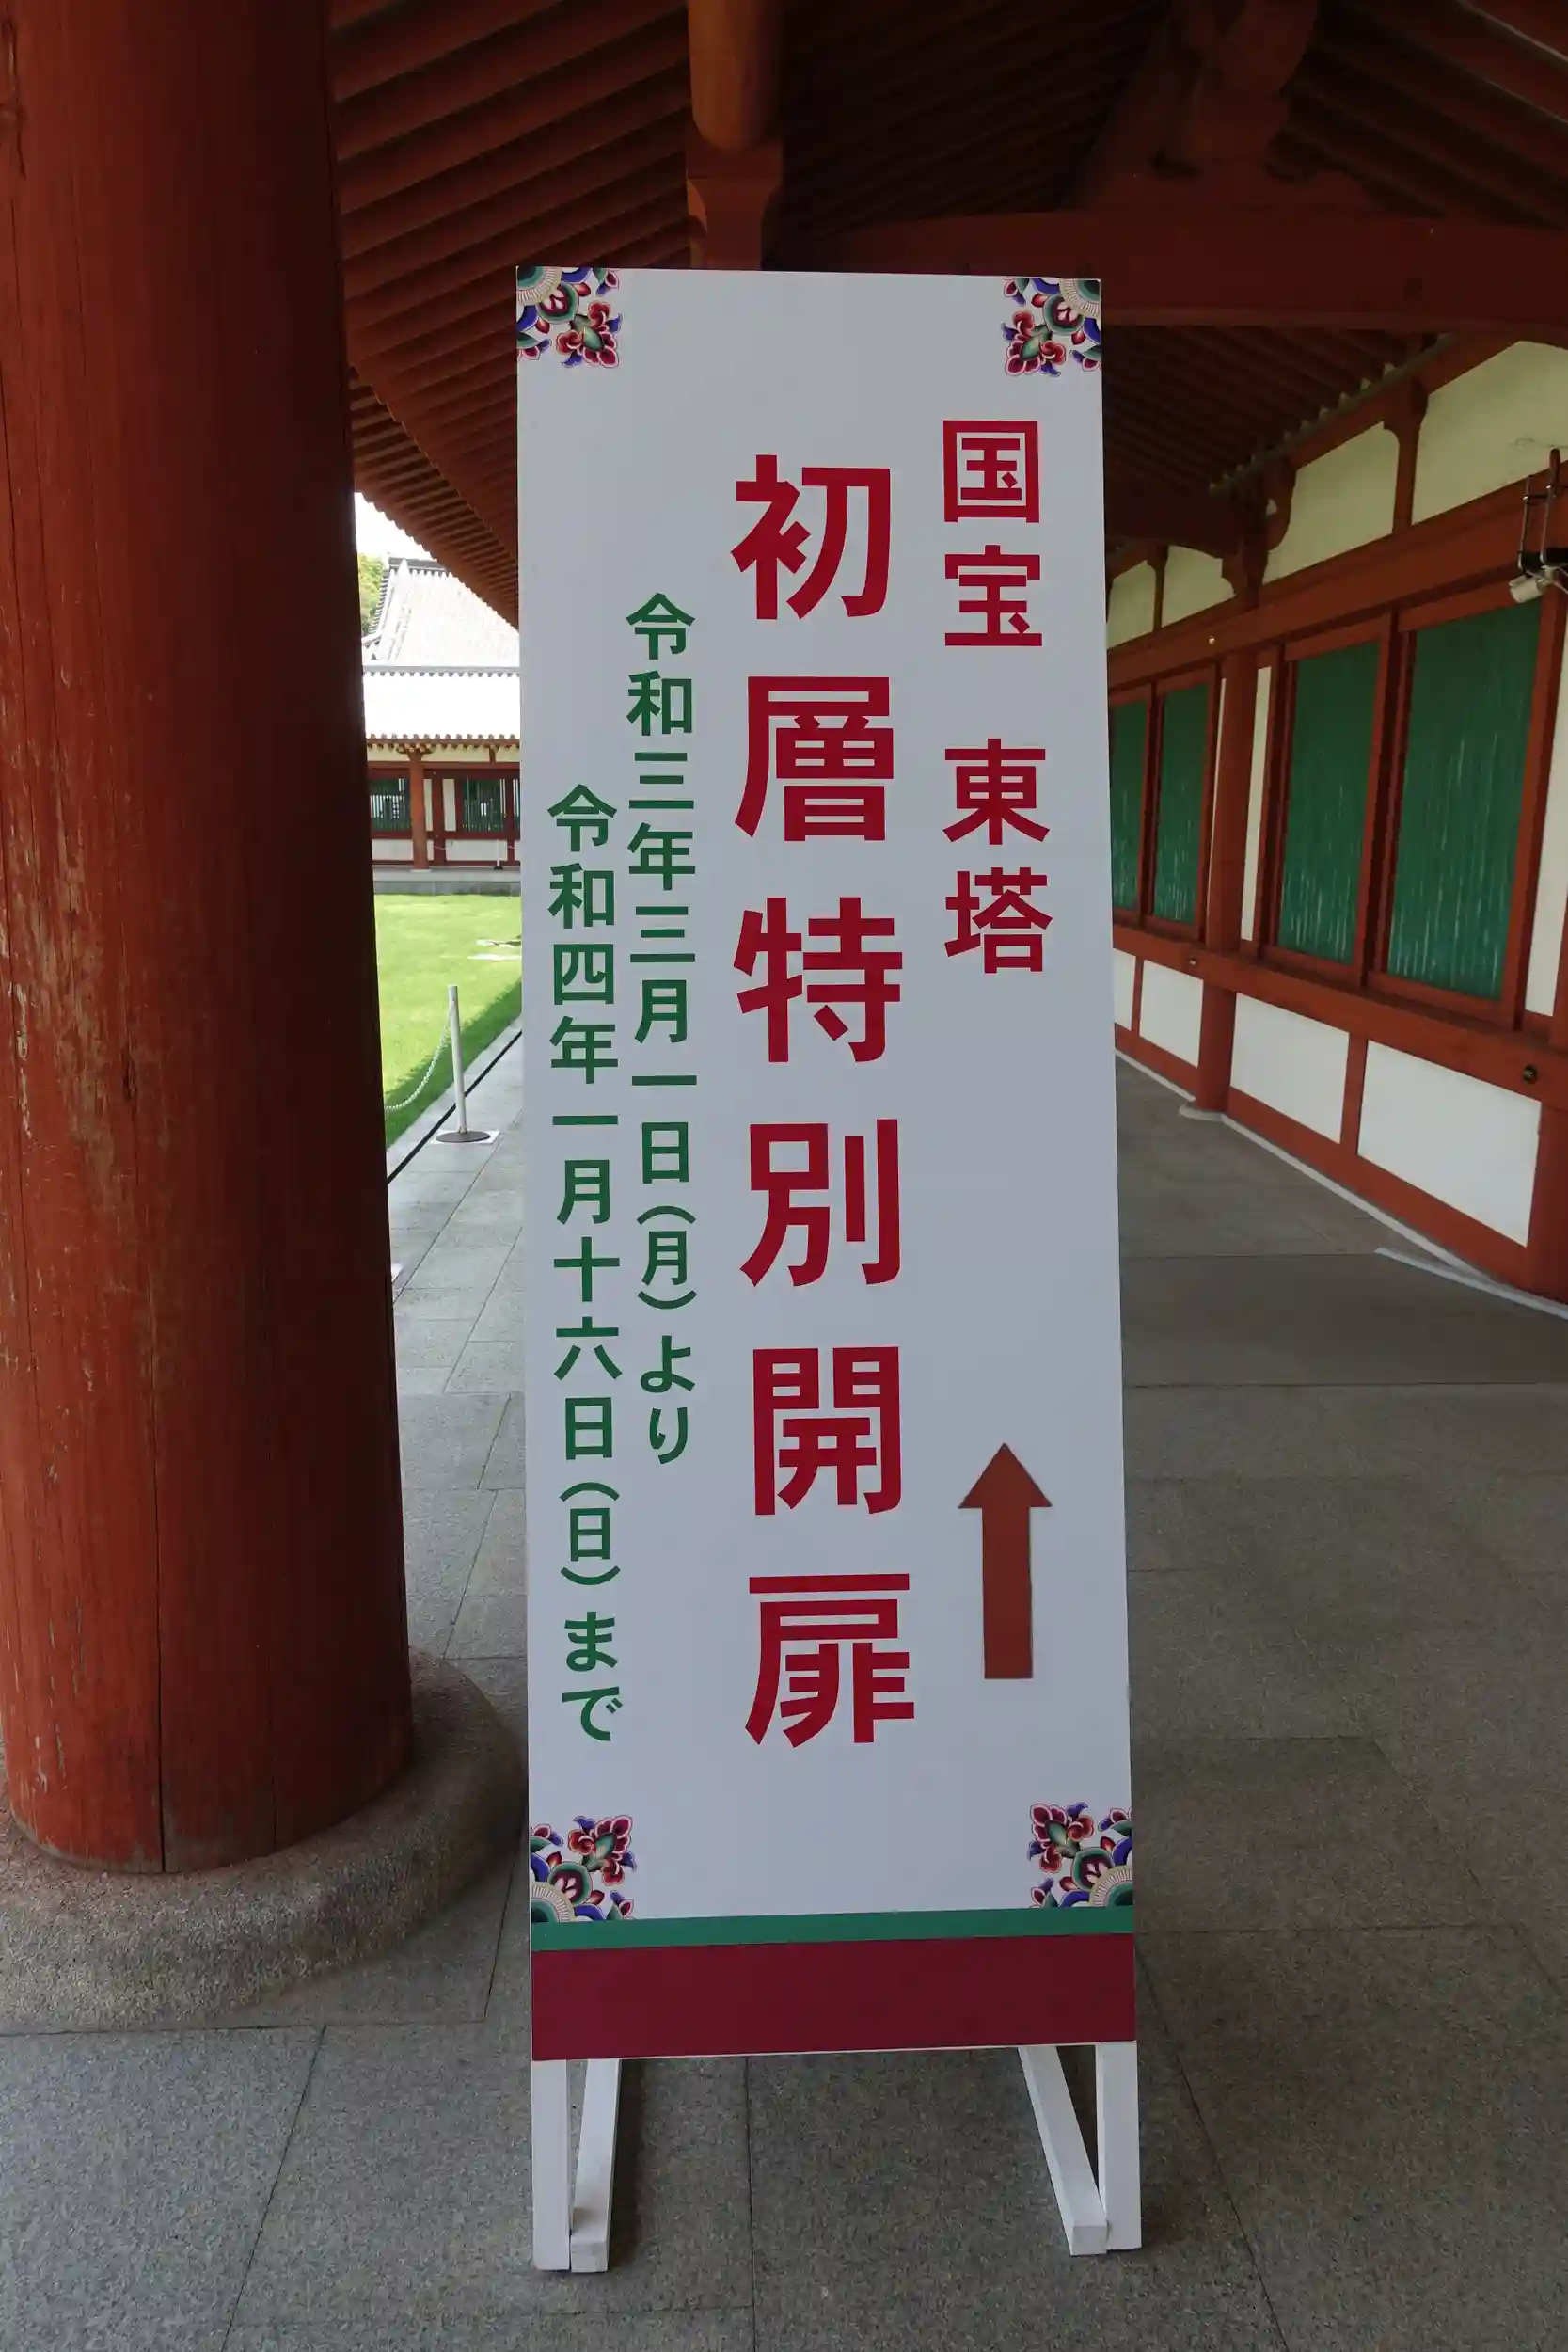 国宝 東塔
初層特別開扉
令和三年三月一日(月)より
令和四年一月十六日(日)まで